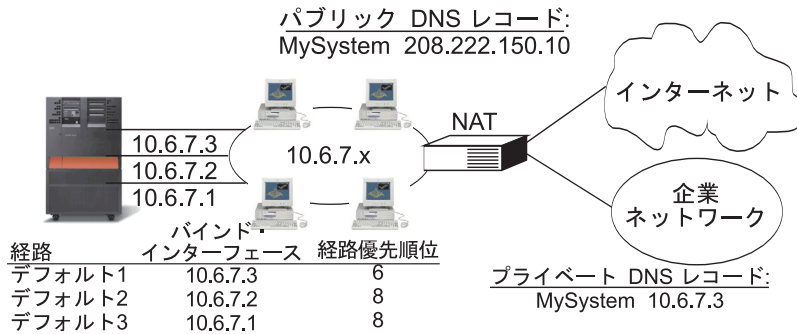 パブリック DNS レコード:
MySystem 208.222.150.10
インターネット
NAT
10.6.7.3
10.6.7.2
10.6.7.1
10.6.7.x
企業
ネットワーク
経路 バインド・インターフェース 経路優先順位
デフォルト1 10.6.7.3 6
デフォルト2 10.6.7.2 8
デフォルト3 10.6.7.1 8
プライベート DNS レコード:
MySystem 10.6.7.3